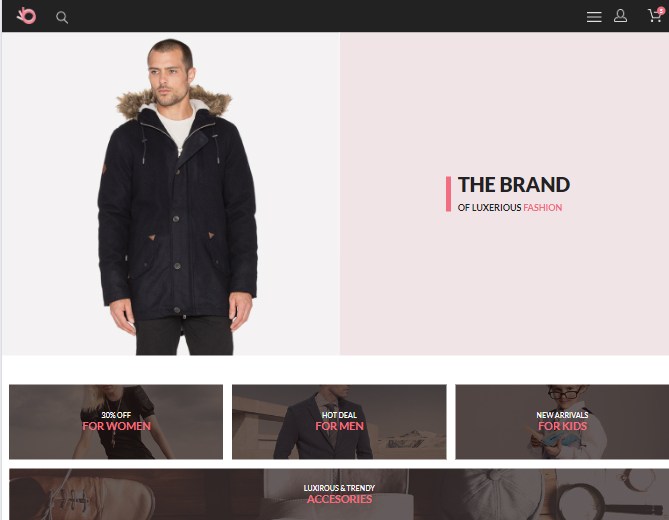 THE BRAND
OF LUXERIOUS FASHION
30% OFF
FOR WOMEN
HOT DEAL
FOR MEN
NEW ARRIVALS
FOR KIDS
LUXIROUS & TRENDY
ACCESORIES